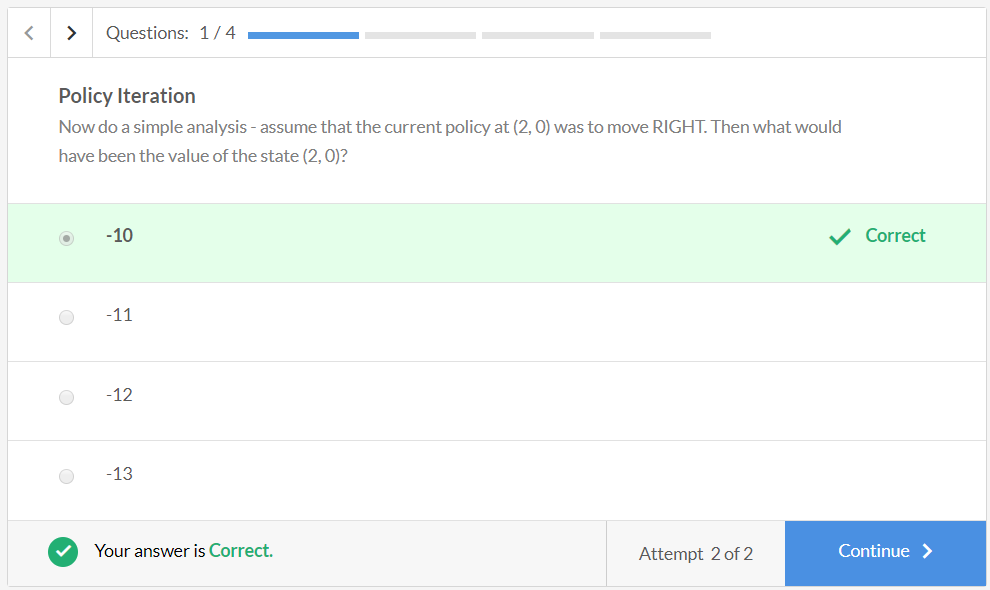 Questions: 1 / 4
Policy Iteration
Now do a simple analysis - assume that the current policy at (2, 0) was to move RIGHT. Then what would
have been the value of the state (2, 0)?
-10 Correct
-11
-12
-13
Your answer is Correct. Attempt 2 of 2 Continue